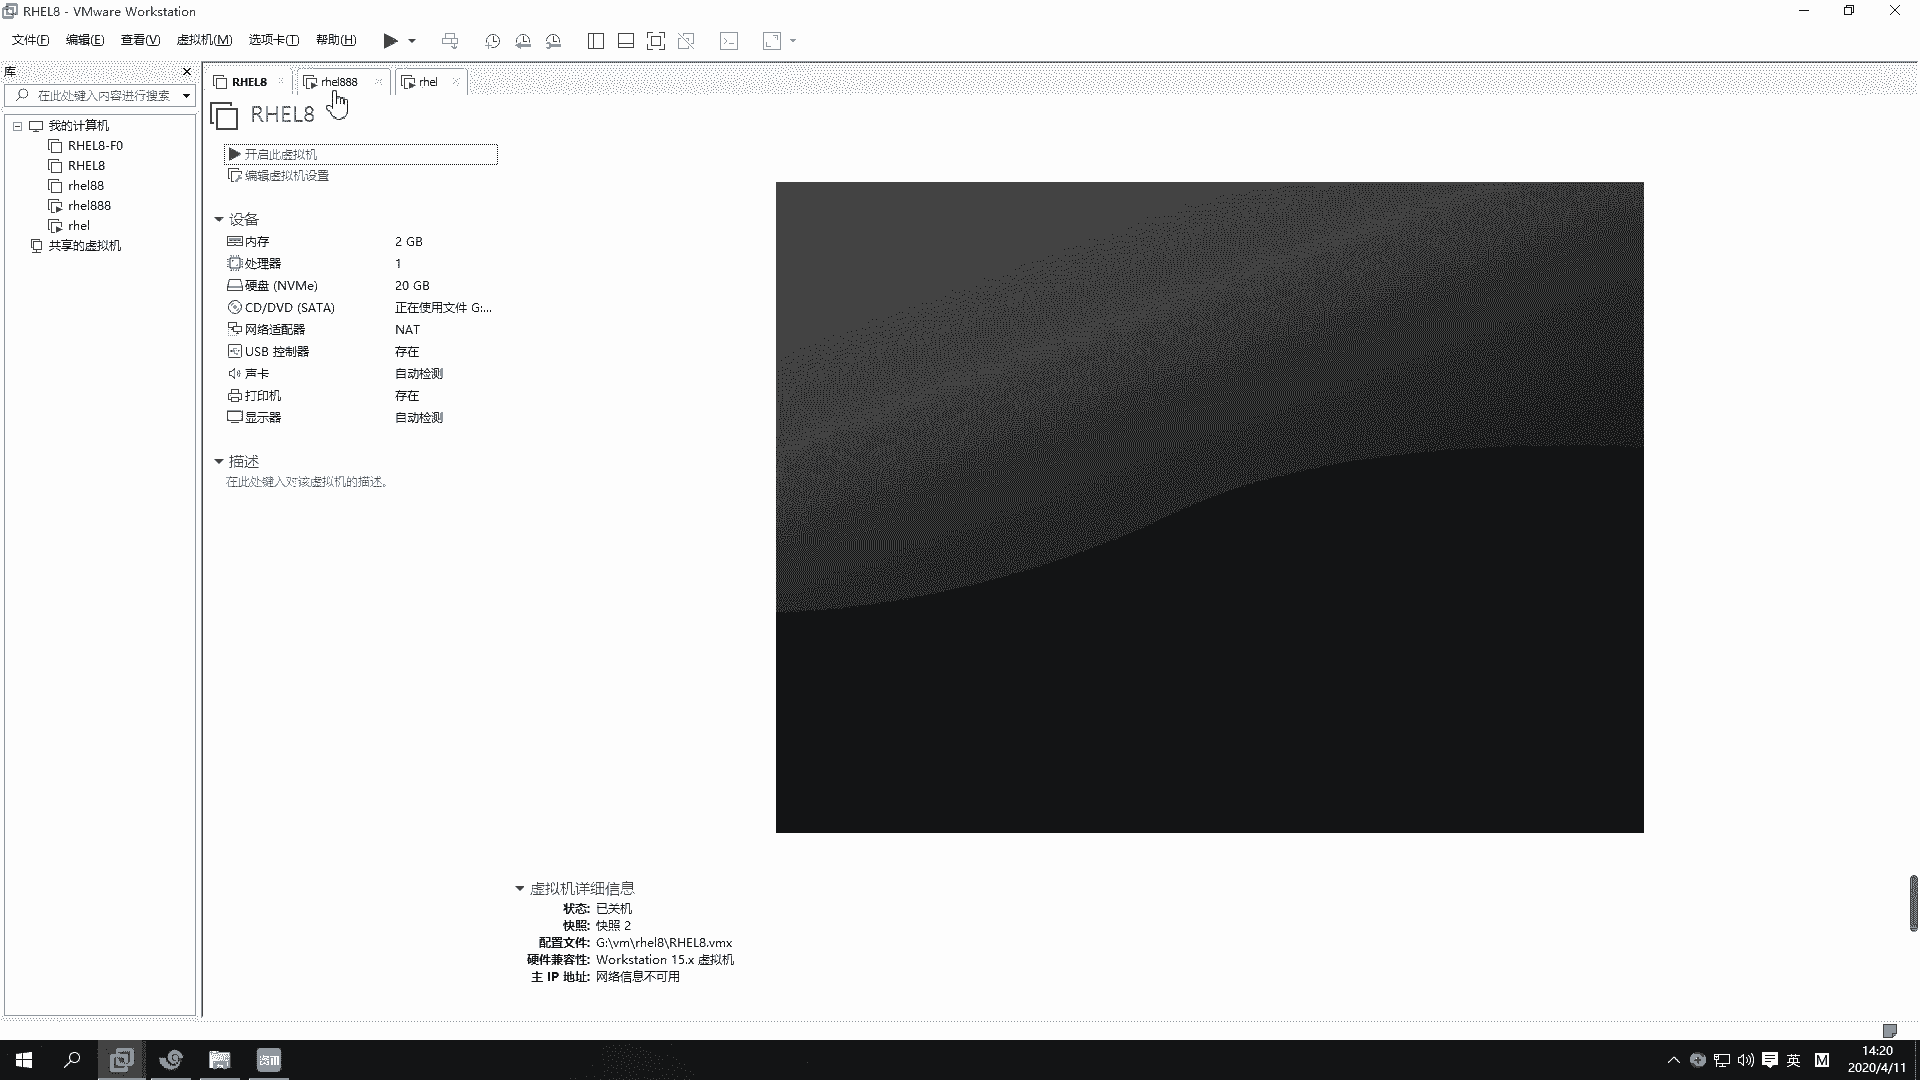 RHEL8 - VMware Workstation
文件(F) 编辑(E) 查看(V) 虚拟机(M) 选项卡(T) 帮助(H)
库
在此处键入内容进行搜索
我的计算机
RHEL8-F0
RHEL8
rhel88
rhel888
rhel
共享的虚拟机
RHEL8 rhel888 rhel
RHEL8
开启此虚拟机
编辑虚拟机设置
设备
内存 2 GB
处理器 1
硬盘 (NVMe) 20 GB
CD/DVD (SATA) 正在使用文件 G:...
网络适配器 NAT
USB 控制器 存在
声卡 自动检测
打印机 存在
显示器 自动检测
描述
在此处键入对该虚拟机的描述。
虚拟机详细信息
状态: 已关机
快照: 快照 2
配置文件: G:\vm\rhel8\RHEL8.vmx
硬件兼容性: Workstation 15.x 虚拟机
主 IP 地址: 网络信息不可用
英 M
14:20
2020/4/11